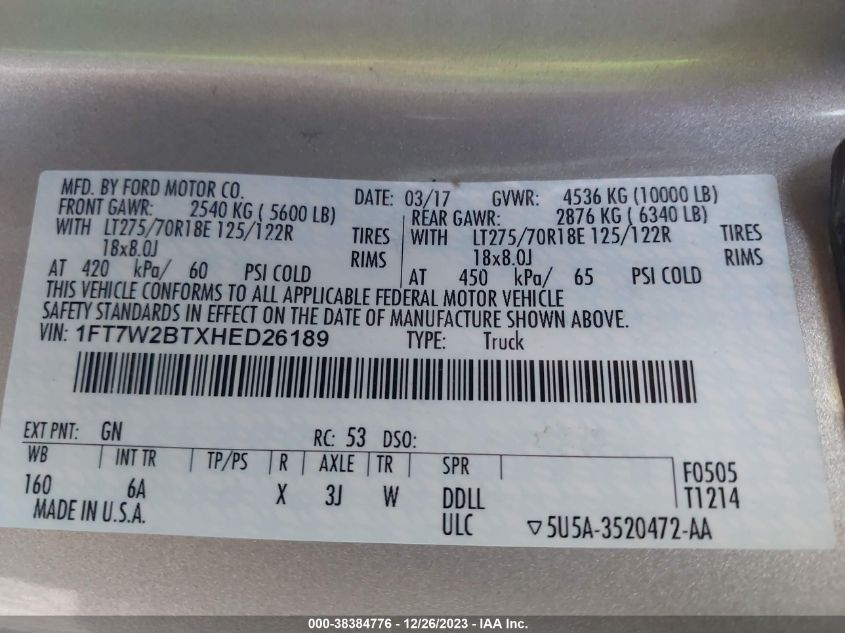 MFD. BY FORD MOTOR CO. DATE: 03/17 GVWR: 4536 KG (10000 LB)
FRONT GAWR: 2540 KG ( 5600 LB) REAR GAWR: 2876 KG ( 6340 LB)
WITH LT275/70R18E 125/122R TIRES WITH LT275/70R18E 125/122R TIRES
18x8.0J RIMS 18x8.0J RIMS
AT 420 kPa/ 60 PSI COLD AT 450 kPa/ 65 PSI COLD
THIS VEHICLE CONFORMS TO ALL APPLICABLE FEDERAL MOTOR VEHICLE
SAFETY STANDARDS IN EFFECT ON THE DATE OF MANUFACTURE SHOWN ABOVE.
VIN: 1FT7W2BTXHED26189 TYPE: Truck
EXT PNT: GN RC: 53 DSO:
WB INT TR TP/PS R AXLE TR SPR F0505
160 6A X 3J W DDLL T1214
MADE IN U.S.A. ULC ▽5U5A-3520472-AA
000-38384776 - 12/26/2023 - IAA Inc.